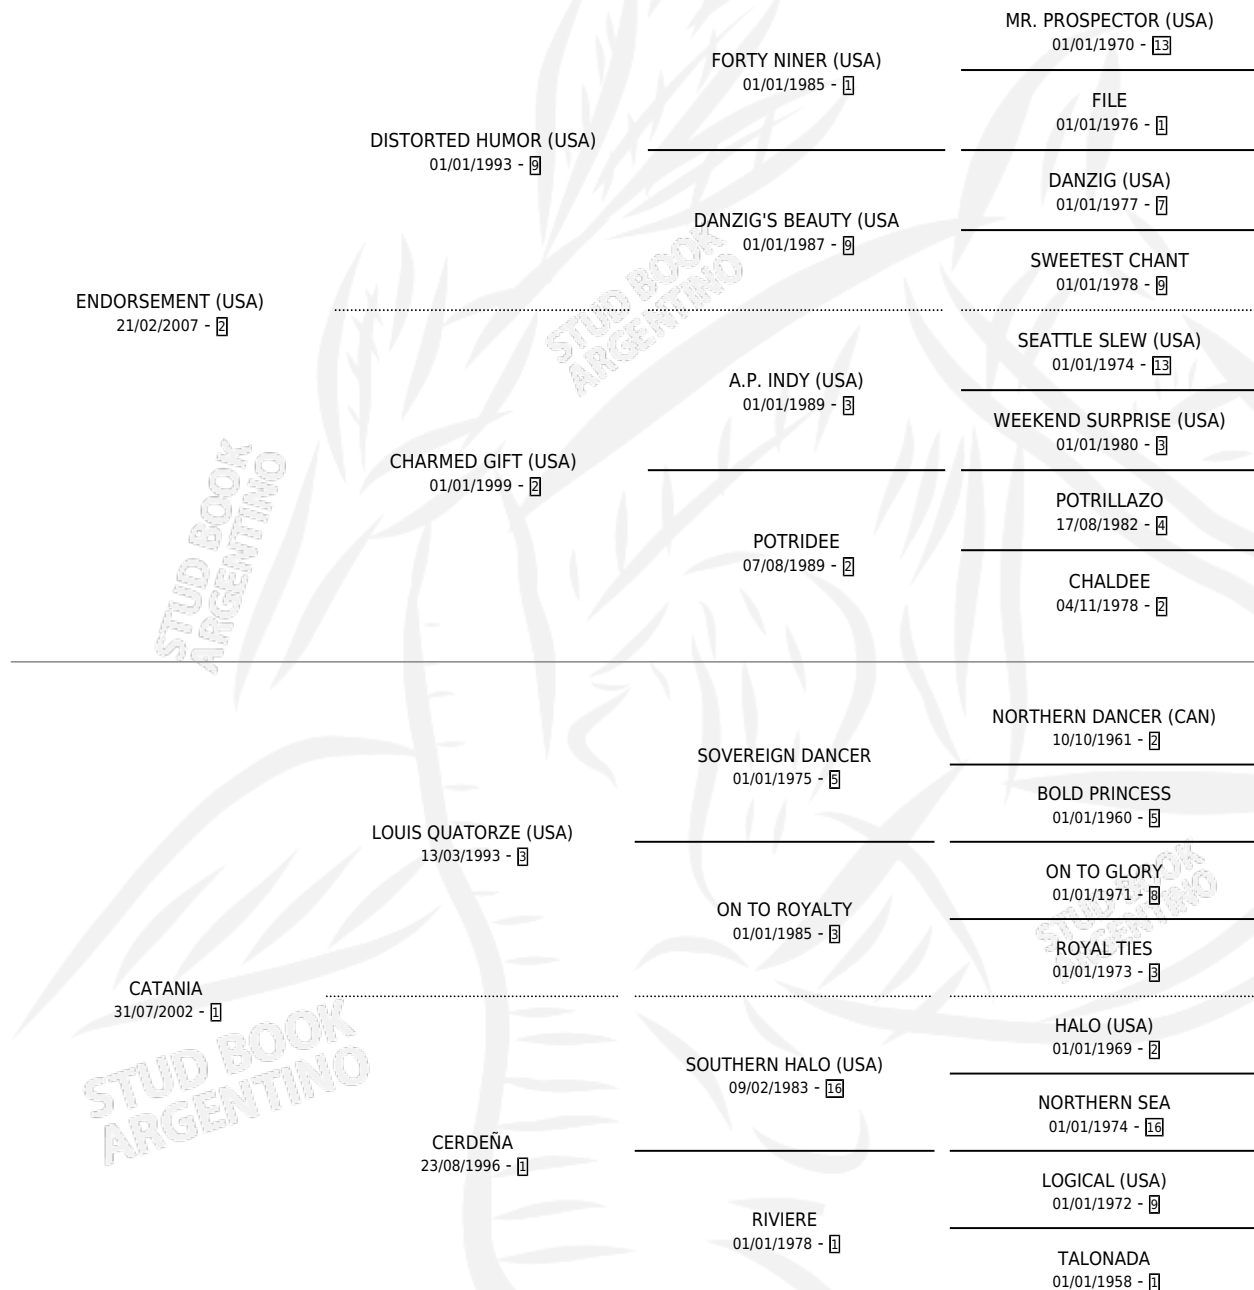 MR. PROSPECTOR (USA)
01/01/1970 - 13
FORTY NINER (USA)
01/01/1985 - 1
FILE
01/01/1976 - 1
DISTORTED HUMOR (USA)
01/01/1993 - 9
DANZIG (USA)
01/01/1977 - 7
DANZIG'S BEAUTY (USA
01/01/1987 - 9
SWEETEST CHANT
01/01/1978 - 9
ENDORSEMENT (USA)
21/02/2007 - 2
STUD BOOK
ARGENTINO
SEATTLE SLEW (USA)
01/01/1974 - 13
A.P. INDY (USA)
01/01/1989 - 3
WEEKEND SURPRISE (USA)
01/01/1980 - 3
CHARMED GIFT (USA)
01/01/1999 - 2
POTRILLAZO
17/08/1982 - 4
POTRIDEE
07/08/1989 - 2
CHALDEE
04/11/1978 - 2
STUD BOOK
ARGENTINO
NORTHERN DANCER (CAN)
10/10/1961 - 2
SOVEREIGN DANCER
01/01/1975 - 5
BOLD PRINCESS
01/01/1960 - 5
LOUIS QUATORZE (USA)
13/03/1993 - 3
ON TO GLORY
01/01/1971 - 8
ON TO ROYALTY
01/01/1985 - 3
STUD BOOK
ARGENTINO
ROYAL TIES
01/01/1973 - 3
CATANIA
31/07/2002 - 1
HALO (USA)
01/01/1969 - 2
SOUTHERN HALO (USA)
09/02/1983 - 16
NORTHERN SEA
01/01/1974 - 16
STUD BOOK
ARGENTINO
CERDEÑA
23/08/1996 - 1
LOGICAL (USA)
01/01/1972 - 9
RIVIERE
01/01/1978 - 1
TALONADA
01/01/1958 - 1